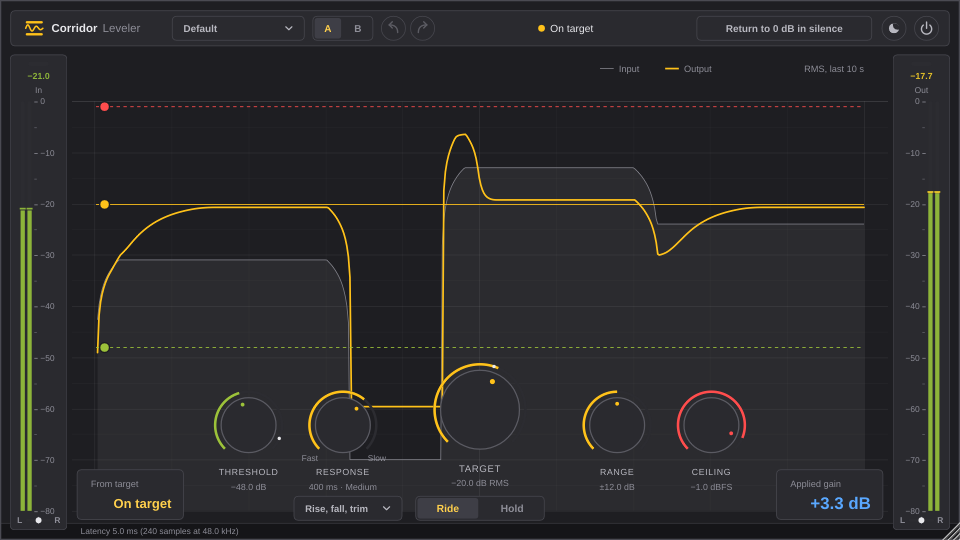 Corridor Leveler
Default
A B
On target
Return to 0 dB in silence
−21.0
In
Input
Output
RMS, last 10 s
−17.7
Out
0
−10
−20
−30
−40
−50
−60
−70
−80
L R
0
−10
−20
−30
−40
−50
−60
−70
−80
L R
Fast Slow
THRESHOLD
−48.0 dB
RESPONSE
400 ms · Medium
TARGET
−20.0 dB RMS
RANGE
±12.0 dB
CEILING
−1.0 dBFS
From target
On target
Rise, fall, trim
Ride Hold
Applied gain
+3.3 dB
Latency 5.0 ms (240 samples at 48.0 kHz)